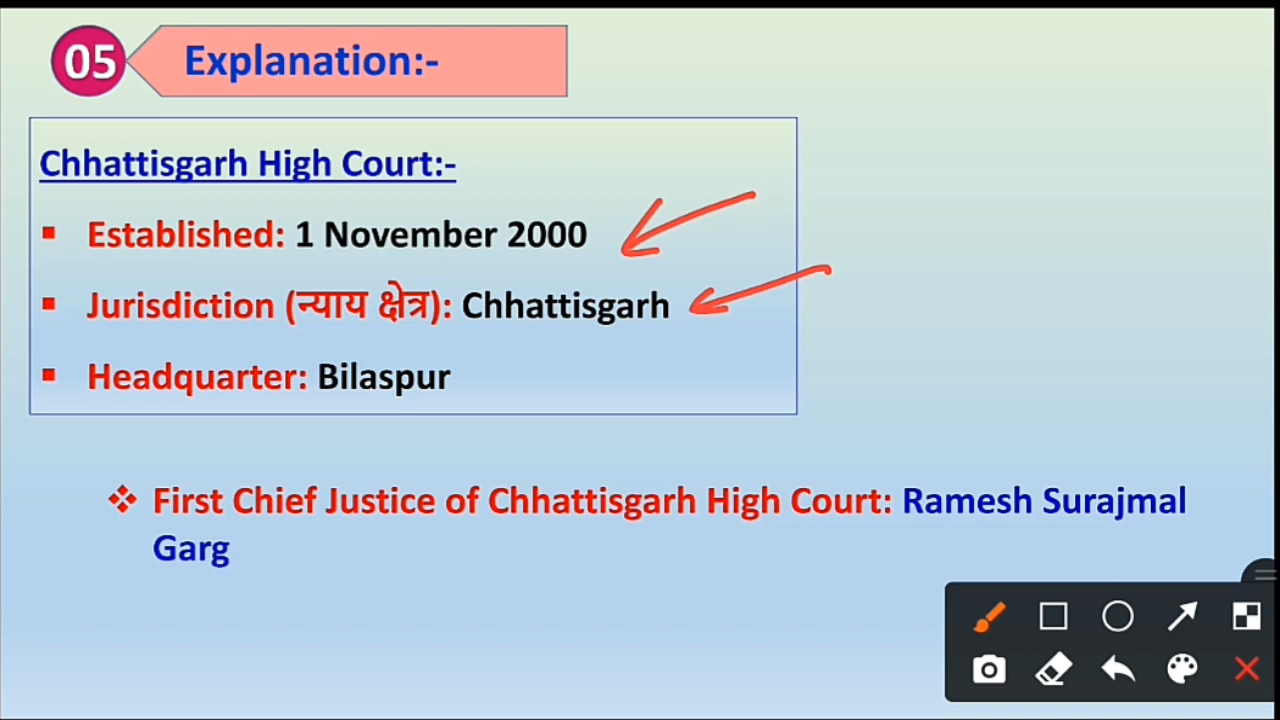 05 Explanation:-
Chhattisgarh High Court:-
Established: 1 November 2000
Jurisdiction (न्याय क्षेत्र): Chhattisgarh
Headquarter: Bilaspur
First Chief Justice of Chhattisgarh High Court: Ramesh Surajmal
Garg